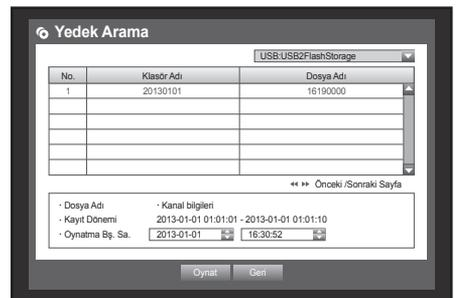 Yedek Arama
USB:USB2FlashStorage
No. Klasör Adı Dosya Adı
1 20130101 16190000
Önceki /Sonraki Sayfa
· Dosya Adı · Kanal bilgileri
· Kayıt Dönemi 2013-01-01 01:01:01 - 2013-01-01 01:01:10
· Oynatma Bş. Sa. 2013-01-01 16:30:52
Oynat Geri